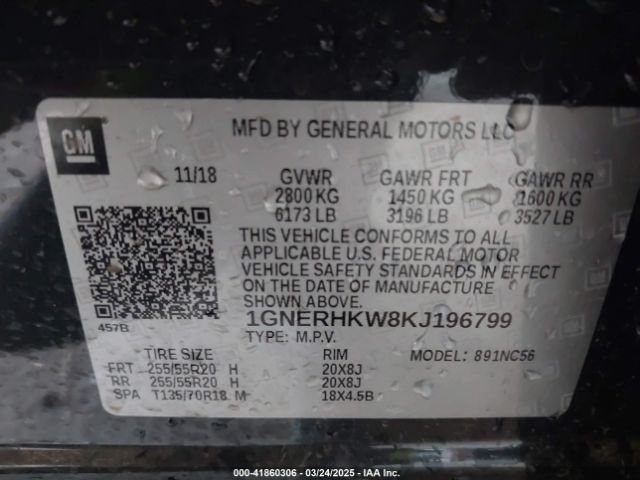 GM
MFD BY GENERAL MOTORS LLC
11/18 GVWR GAWR FRT GAWR RR
2800 KG 1450 KG 1600 KG
6173 LB 3196 LB 3527 LB
THIS VEHICLE CONFORMS TO ALL
APPLICABLE U.S. FEDERAL MOTOR
VEHICLE SAFETY STANDARDS IN EFFECT
ON THE DATE OF MANUFACTURE
SHOWN ABOVE.
457B 1GNERHKW8KJ196799
TYPE: M.P.V.
TIRE SIZE RIM MODEL: 891NC56
FRT 255/55R20 H 20X8J
RR 255/55R20 H 20X8J
SPA T135/70R18 M 18X4.5B
000-41860306 - 03/24/2025 - IAA Inc.